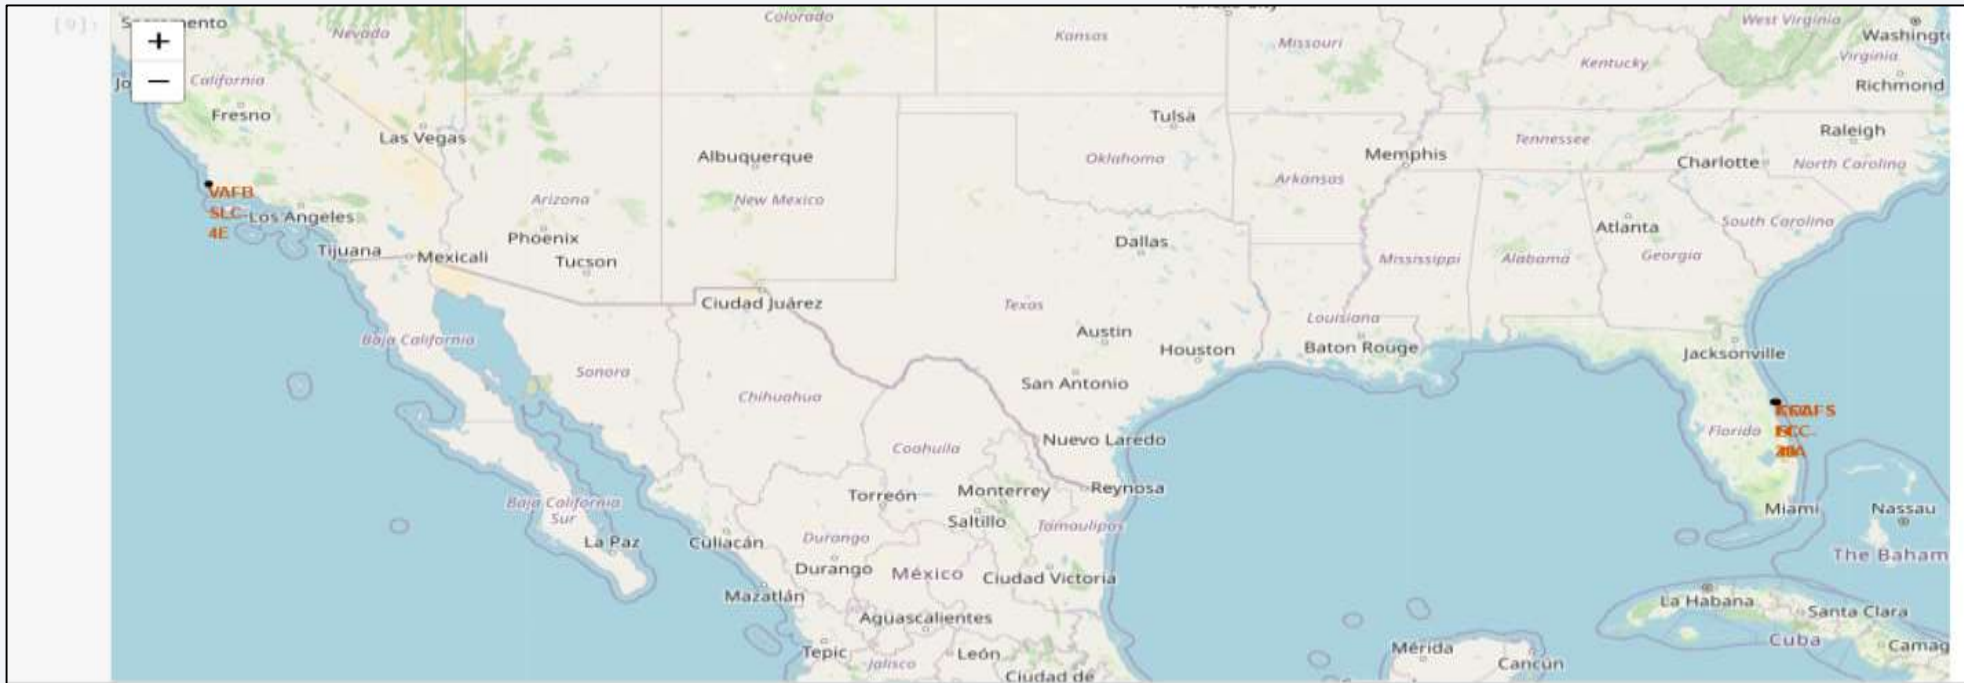 [9]:
Sacramento
Nevada
Colorado
Kansas
Missouri
West Virginia
Washingt
+
−
California
Jo
Kentucky
Virginia
Richmond
Fresno
Las Vegas
Tulsa
Tennessee
Raleigh
Albuquerque
Oklahoma
Memphis
Charlotte
North Carolina
VAFB
SLC-
4E
Los Angeles
Arizona
New Mexico
Arkansas
Atlanta
South Carolina
Phoenix
Dallas
Tijuana
Mexicali
Tucson
Mississippi
Alabama
Georgia
Ciudad Juárez
Texas
Louisiana
Baja California
Austin
Houston
Baton Rouge
Jacksonville
Sonora
San Antonio
Chihuahua
Coahuila
Nuevo Laredo
Florida
Baja California
Sur
Torreón
Monterrey
Reynosa
Saltillo
Tamaulipas
Miami
Nassau
La Paz
Culiacán
Durango
Durango
México
Ciudad Victoria
The Baham
Mazatlán
Aguascalientes
La Habana
Santa Clara
Tepic
Jalisco
León
Mérida
Cancún
Cuba
Camag
Ciudad de